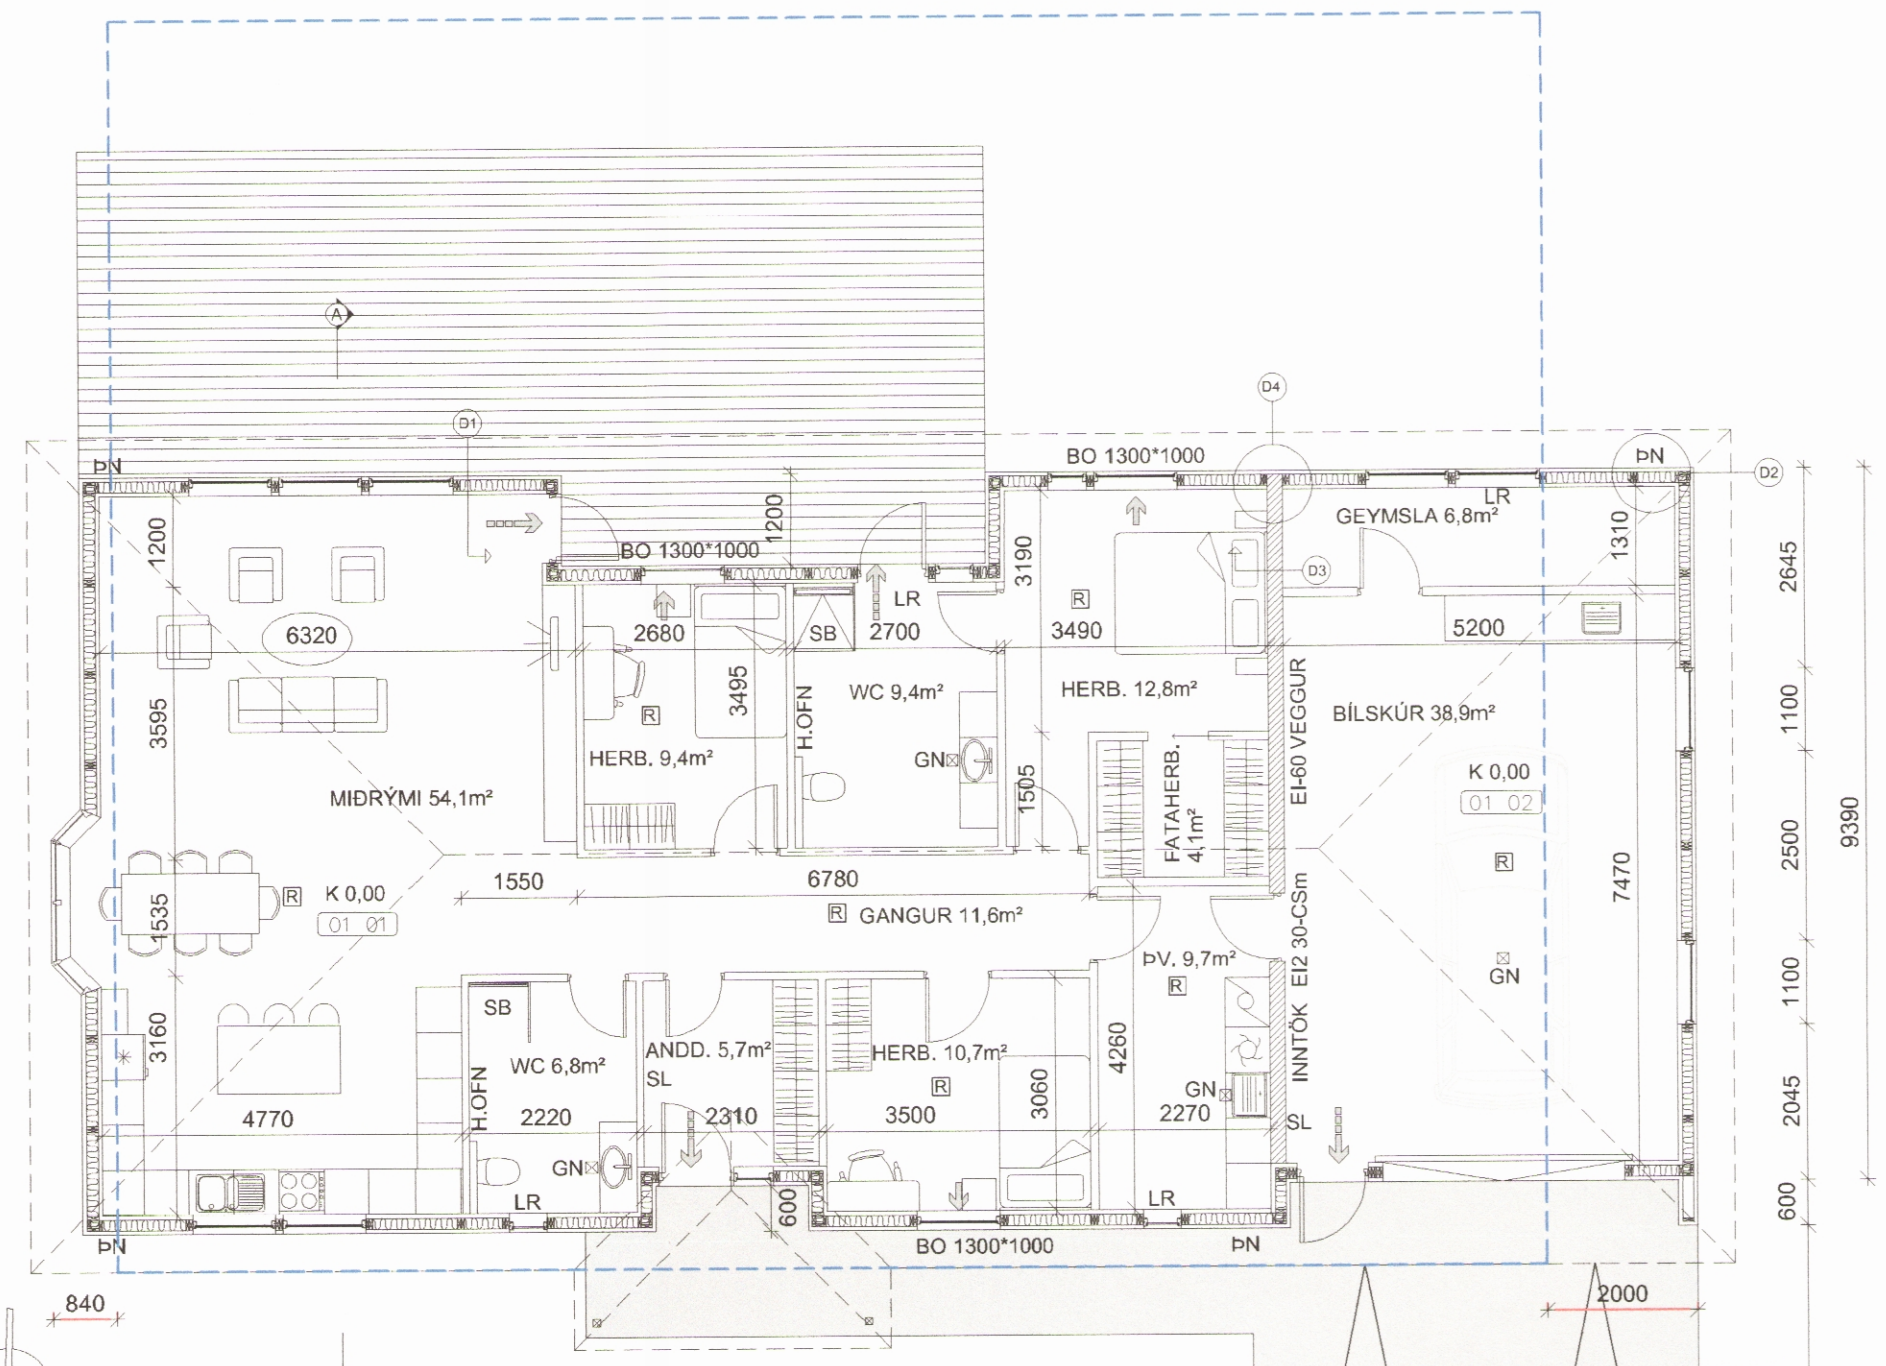 A
D4
D1
BO 1300*1000
ÞN
ÞN
D2
LR
GEYMSLA 6,8m²
1310
1200
1200
BO 1300*1000
3190
D3
2645
R
LR
6320
2680
SB
2700
3490
5200
3595
3495
H.OFN
WC 9,4m²
HERB. 12,8m²
EI-60 VEGGUR
BÍLSKÚR 38,9m²
1100
R
HERB. 9,4m²
GN
K 0,00
01 02
MIÐRÝMI 54,1m²
1505
FATAHERB.
4,1m²
2500
9390
R
7470
1550
6780
R
K 0,00
01 01
1535
R
GANGUR 11,6m²
EI2 30-CSm
ÞV. 9,7m²
R
GN
1100
SB
3160
WC 6,8m²
ANDD. 5,7m²
SL
HERB. 10,7m²
R
4260
INNTÖK
H.OFN
3060
GN
2045
4770
2220
2310
3500
2270
SL
GN
LR
600
LR
600
ÞN
BO 1300*1000
ÞN
840
2000